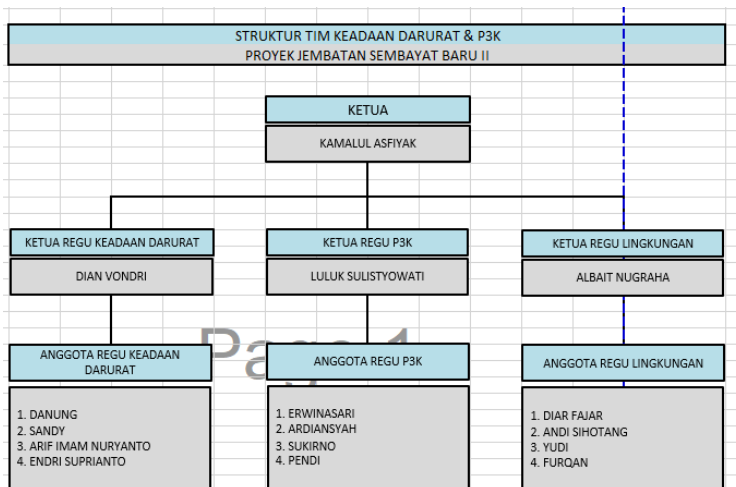 STRUKTUR TIM KEADAAN DARURAT & P3K
PROYEK JEMBATAN SEMBAYAT BARU II
KETUA
KAMALUL ASFIYAK
KETUA REGU KEADAAN DARURAT
DIAN VONDRI
KETUA REGU P3K
LULUK SULISTYOWATI
KETUA REGU LINGKUNGAN
ALBAIT NUGRAHA
Page 1
ANGGOTA REGU KEADAAN
DARURAT
1. DANUNG
2. SANDY
3. ARIF IMAM NURYANTO
4. ENDRI SUPRIANTO
ANGGOTA REGU P3K
1. ERWINASARI
2. ARDIANSYAH
3. SUKIRNO
4. PENDI
ANGGOTA REGU LINGKUNGAN
1. DIAR FAJAR
2. ANDI SIHOTANG
3. YUDI
4. FURQAN